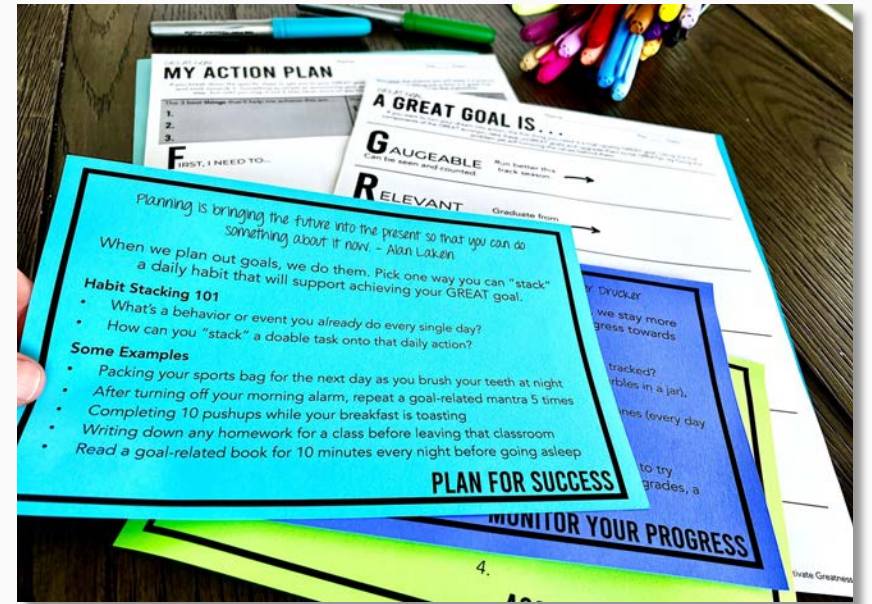 MY ACTION PLAN
The 3 best things that'll help me achieve this are...
1.
2.
3.
FIRST, I NEED TO...
A GREAT GOAL IS...
GAUGEABLE
Can be seen and counted.
Run better this
track season.
RELEVANT
Graduate from
Planning is bringing the future into the present so that you can do
something about it now. - Alan Lakein
When we plan out goals, we do them. Pick one way you can "stack"
a daily habit that will support achieving your GREAT goal.
Habit Stacking 101
• What's a behavior or event you already do every single day?
• How can you "stack" a doable task onto that daily action?
Some Examples
• Packing your sports bag for the next day as you brush your teeth at night
• After turning off your morning alarm, repeat a goal-related mantra 5 times
• Completing 10 pushups while your breakfast is toasting
• Writing down any homework for a class before leaving that classroom
• Read a goal-related book for 10 minutes every night before going asleep
PLAN FOR SUCCESS
Drucker
we stay more
towards
tracked?
in a jar),
(every day
to try
grades, a
MONITOR YOUR PROGRESS
4.
Greatness